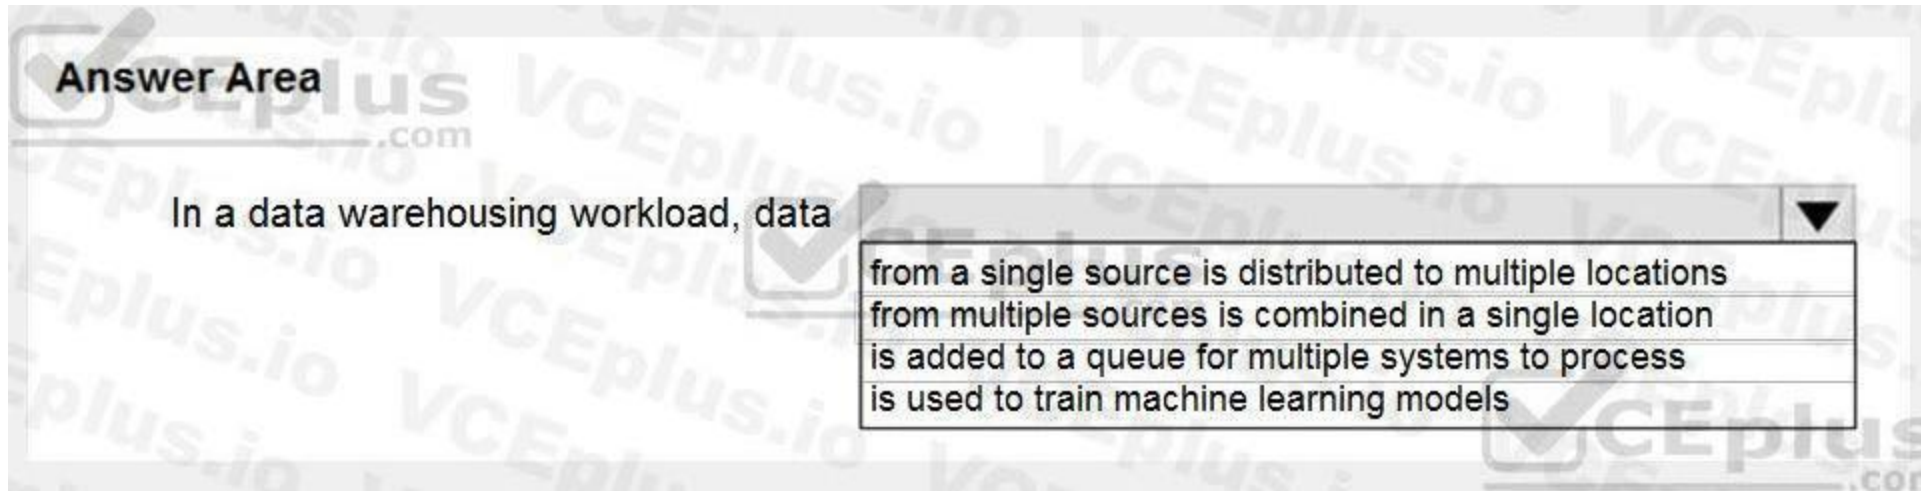 Answer Area
In a data warehousing workload, data
from a single source is distributed to multiple locations
from multiple sources is combined in a single location
is added to a queue for multiple systems to process
is used to train machine learning models